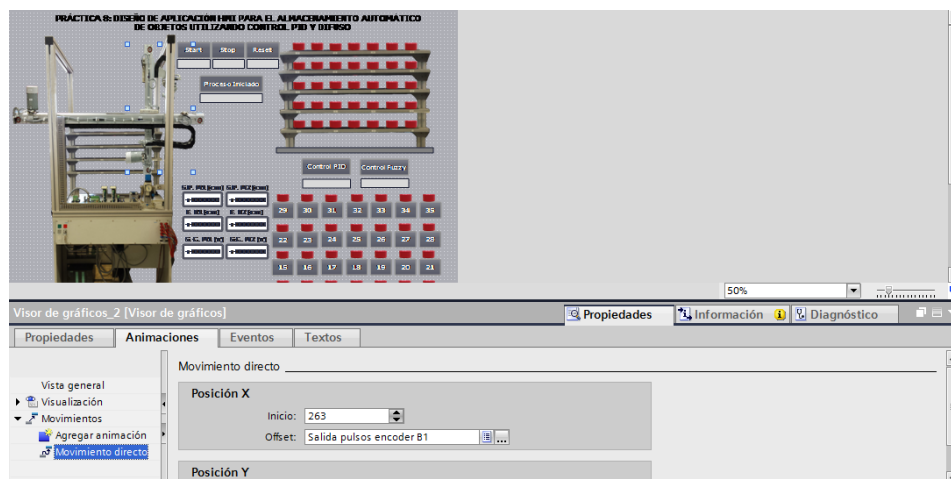 PRÁCTICA 8: DISEÑO DE APLICACIÓN HMI PARA EL ALMACENAMIENTO AUTOMÁTICO
DE OBJETOS UTILIZANDO CONTROL PID Y DIFUSO
Start Stop Reset
Proceso Iniciado
Control PID Control Fuzzy
S.P. M1 [cm] S.P. M2 [cm]
29 30 31 32 33 34 35
22 23 24 25 26 27 28
15 16 17 18 19 20 21
50%
Visor de gráficos_2 [Visor de gráficos]
Propiedades Información Diagnóstico
Propiedades Animaciones Eventos Textos
Movimiento directo
Vista general
Visualización
Movimientos
Agregar animación
Movimiento directo
Posición X
Inicio: 263
Offset: Salida pulsos encoder B1
Posición Y